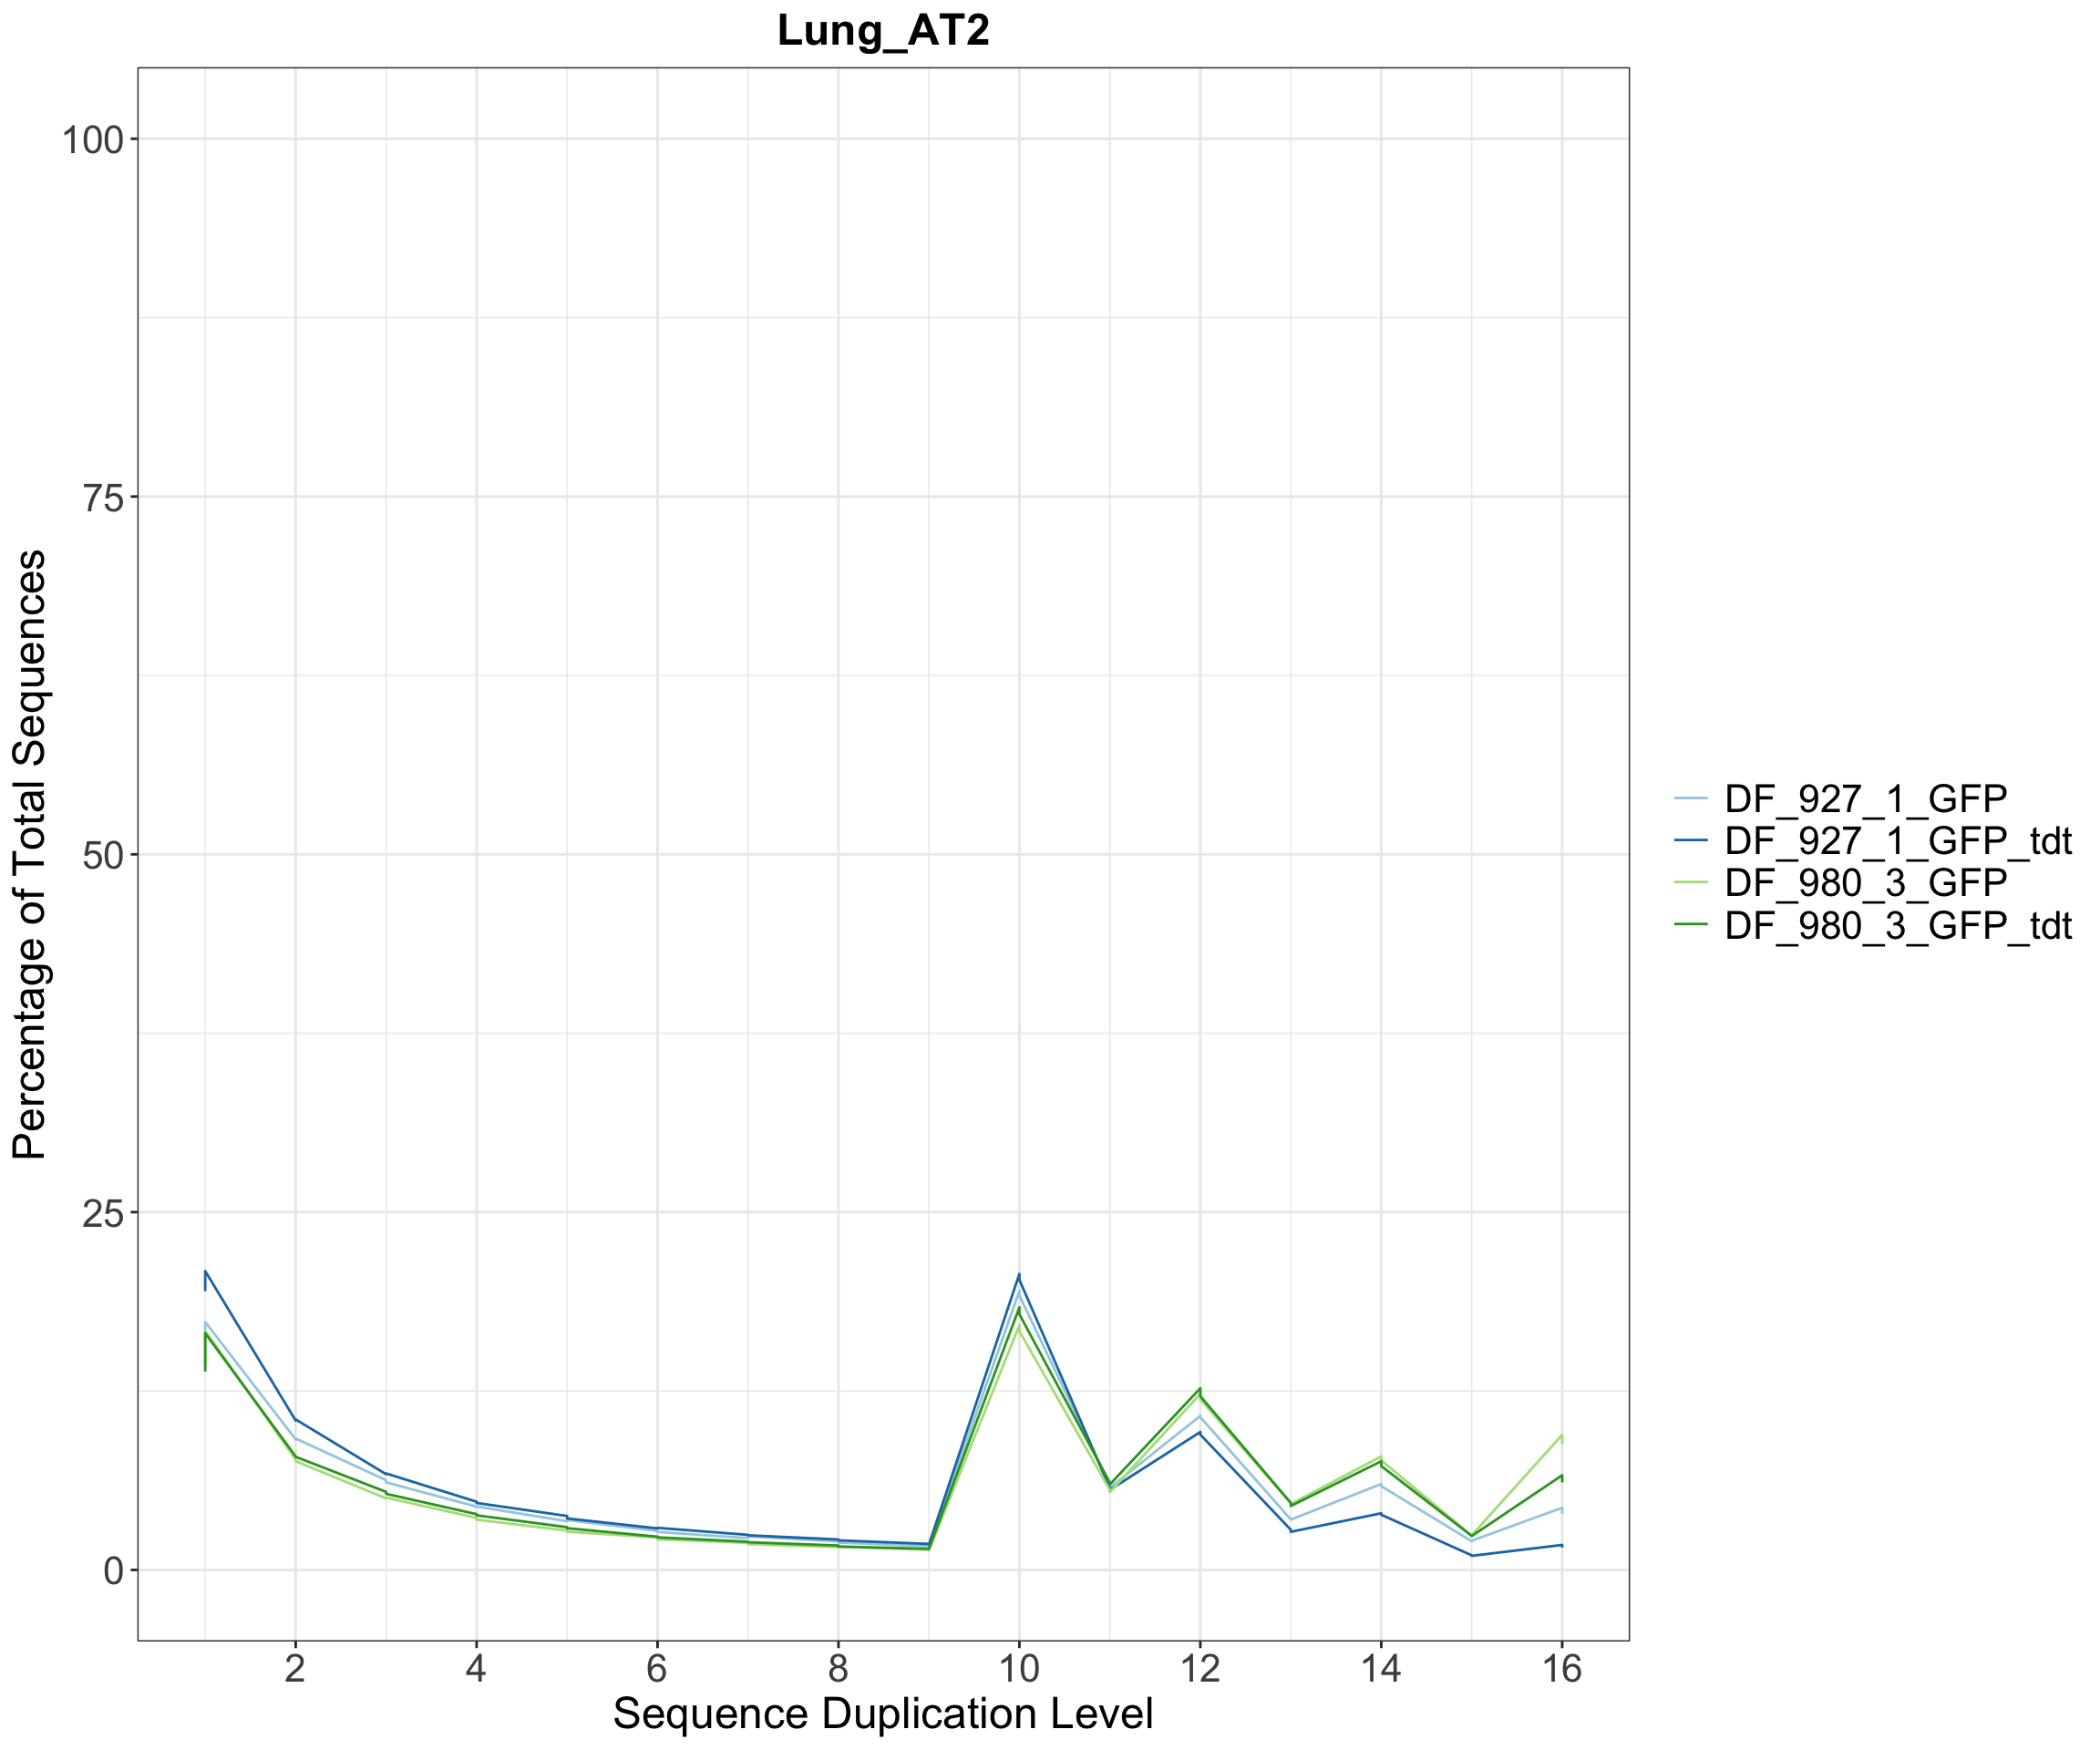 Lung_AT2
Percentage of Total Sequences
100
75
50
25
0
2 4 6 8 10 12 14 16
Sequence Duplication Level
DF_927_1_GFP
DF_927_1_GFP_tdt
DF_980_3_GFP
DF_980_3_GFP_tdt